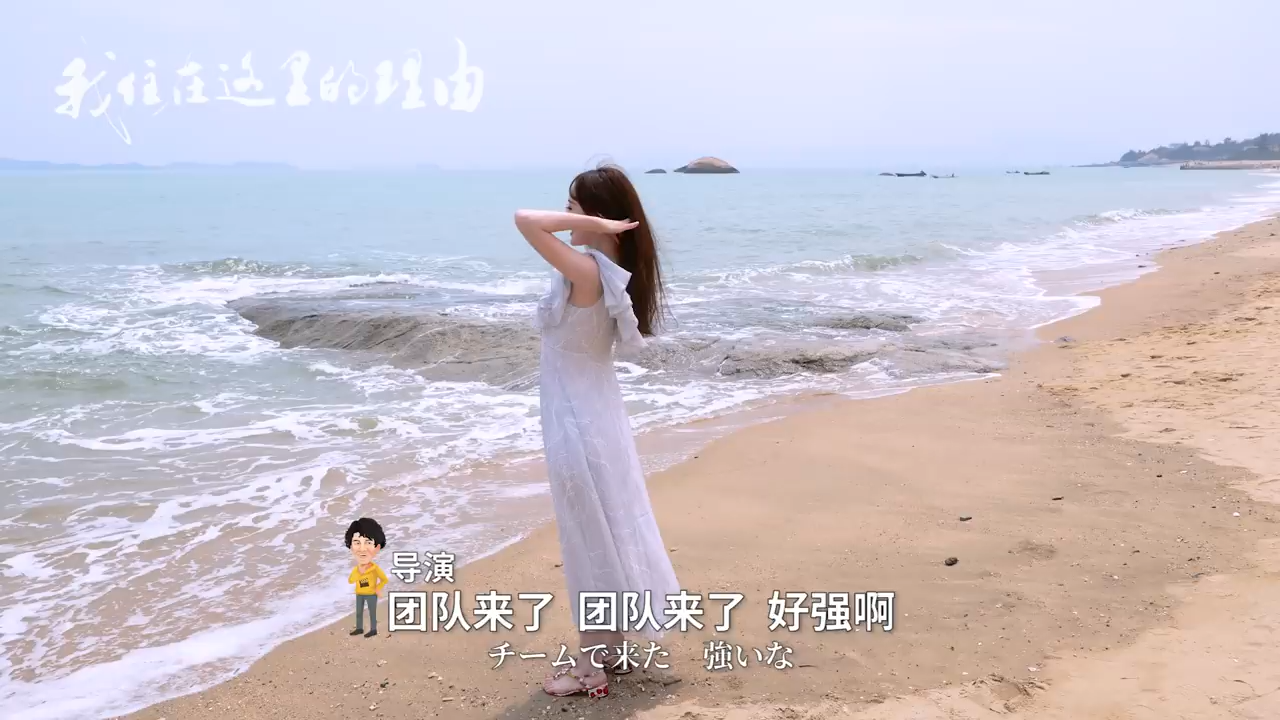 我住在这里的理由
导演
团队来了 团队来了 好强啊
チームで来た 強いな